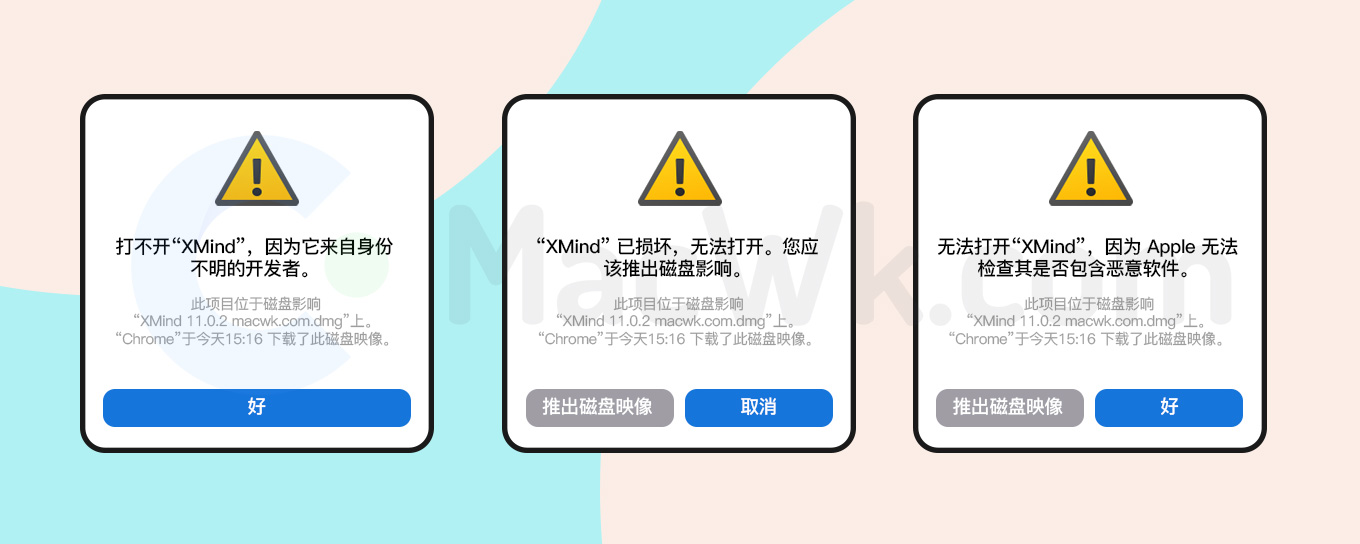 打不开“XMind”，因为它来自身份
不明的开发者。
此项目位于磁盘影响
“XMind 11.0.2 macwk.com.dmg”上。
“Chrome”于今天15:16 下载了此磁盘映像。
好
“XMind” 已损坏，无法打开。您应
该推出磁盘影响。
此项目位于磁盘影响
“XMind 11.0.2 macwk.com.dmg”上。
“Chrome”于今天15:16 下载了此磁盘映像。
推出磁盘映像
取消
无法打开“XMind”，因为 Apple 无法
检查其是否包含恶意软件。
此项目位于磁盘影响
“XMind 11.0.2 macwk.com.dmg”上。
“Chrome”于今天15:16 下载了此磁盘映像。
推出磁盘映像
好
MacWk.com